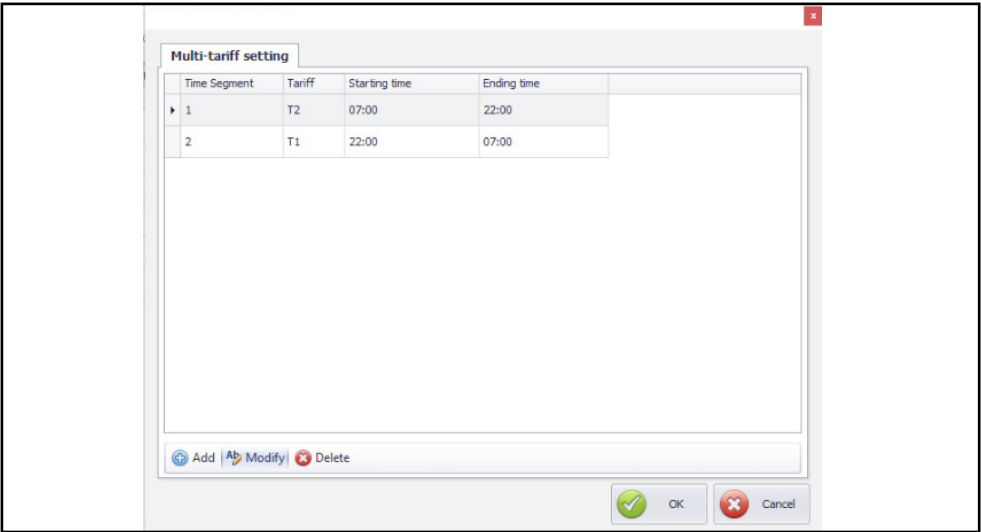 x
Multi-tariff setting
Time Segment Tariff Starting time Ending time
1 T2 07:00 22:00
2 T1 22:00 07:00
Add Ab Modify Delete
OK Cancel